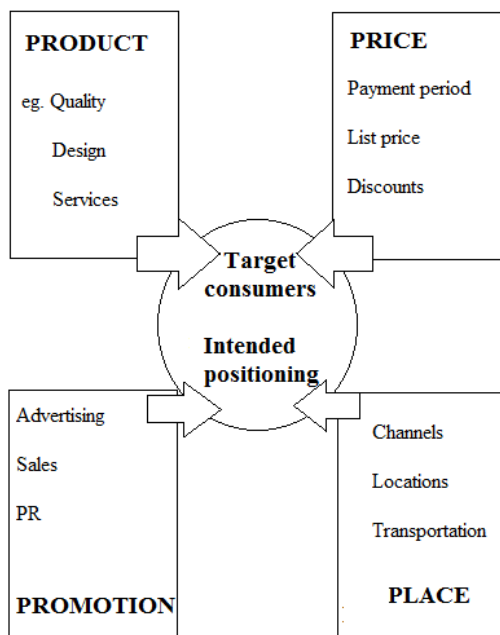 PRODUCT
eg. Quality
Design
Services
PRICE
Payment period
List price
Discounts
Target
consumers
Intended
positioning
Advertising
Sales
PR
PROMOTION
Channels
Locations
Transportation
PLACE